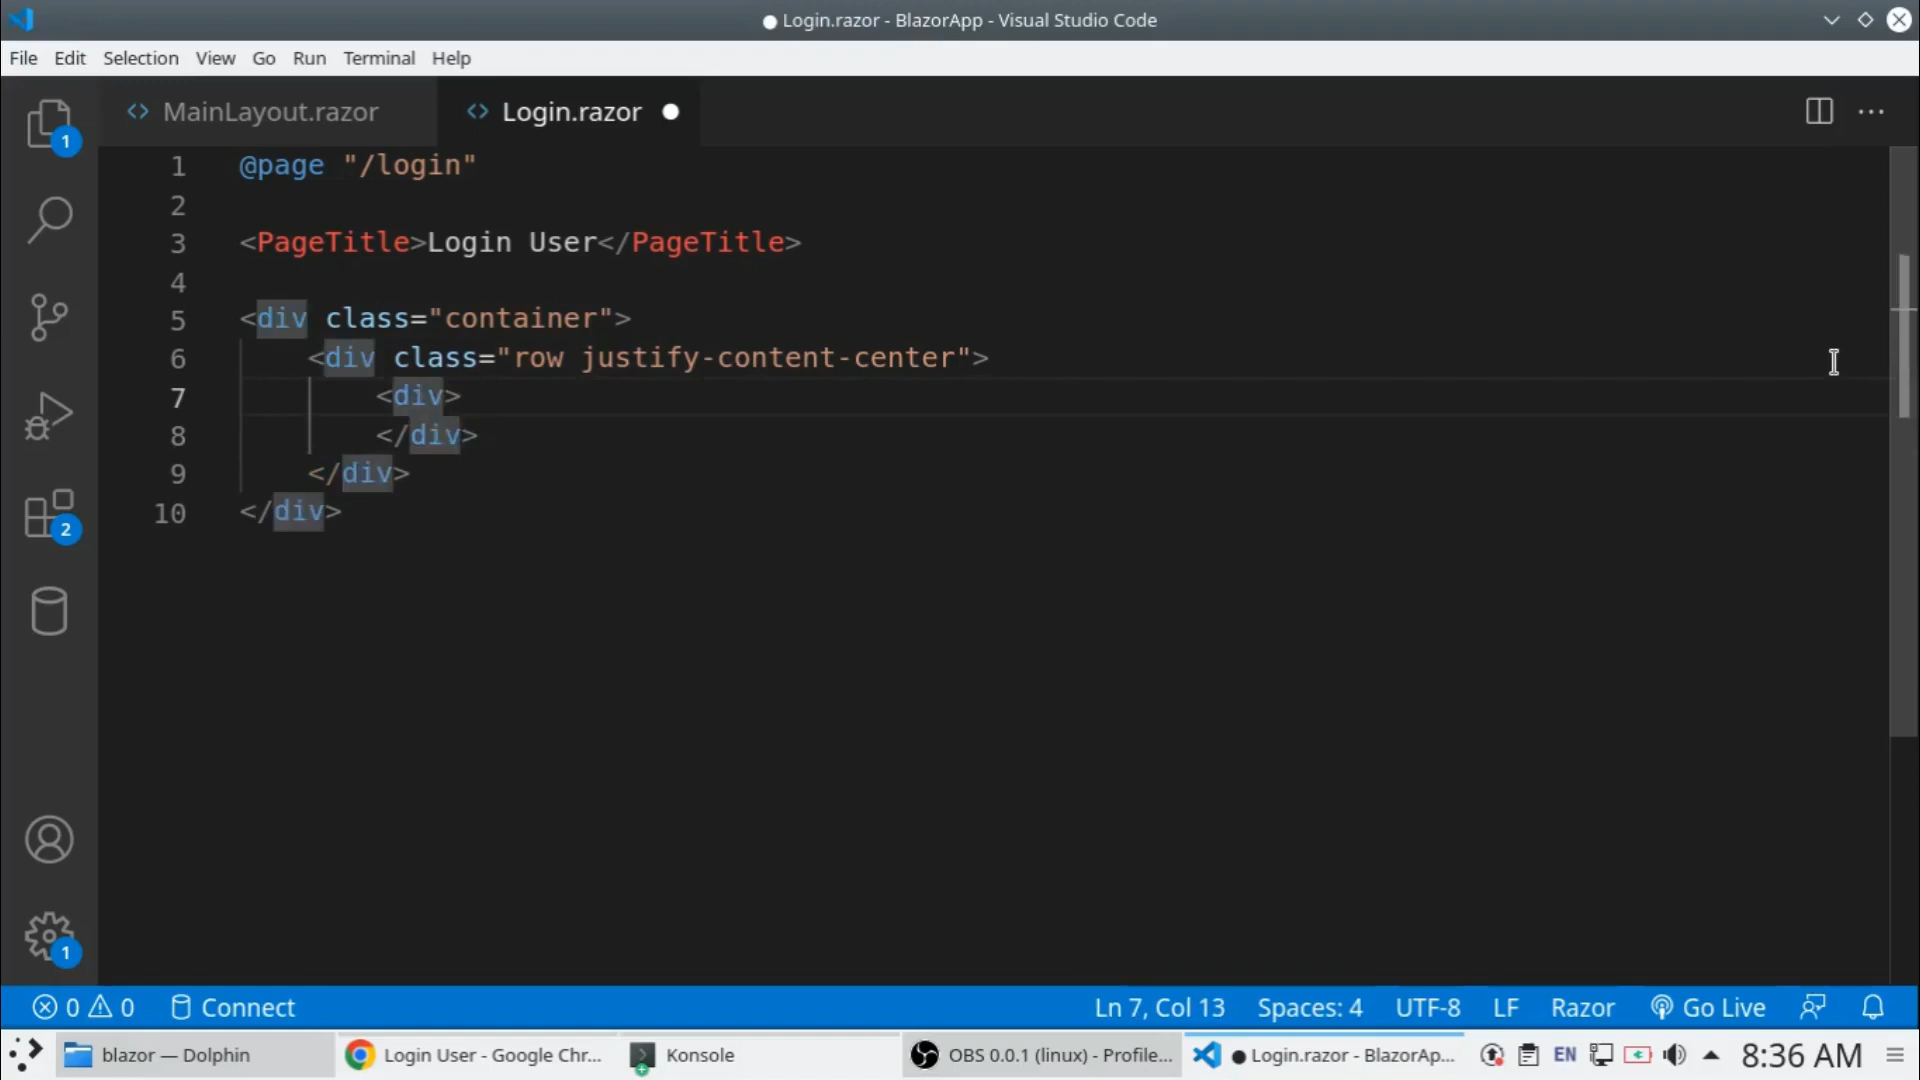 Login.razor - BlazorApp - Visual Studio Code
File Edit Selection View Go Run Terminal Help
1
MainLayout.razor
Login.razor
1 @page "/login"
2
3 <PageTitle>Login User</PageTitle>
4
5 <div class="container">
6 <div class="row justify-content-center">
7 <div>
8 </div>
9 </div>
10 </div>
2
1
0 0 Connect Ln 7, Col 13 Spaces: 4 UTF-8 LF Razor Go Live
blazor — Dolphin Login User - Google Chr... Konsole OBS 0.0.1 (linux) - Profile... Login.razor - BlazorAp... EN 8:36 AM